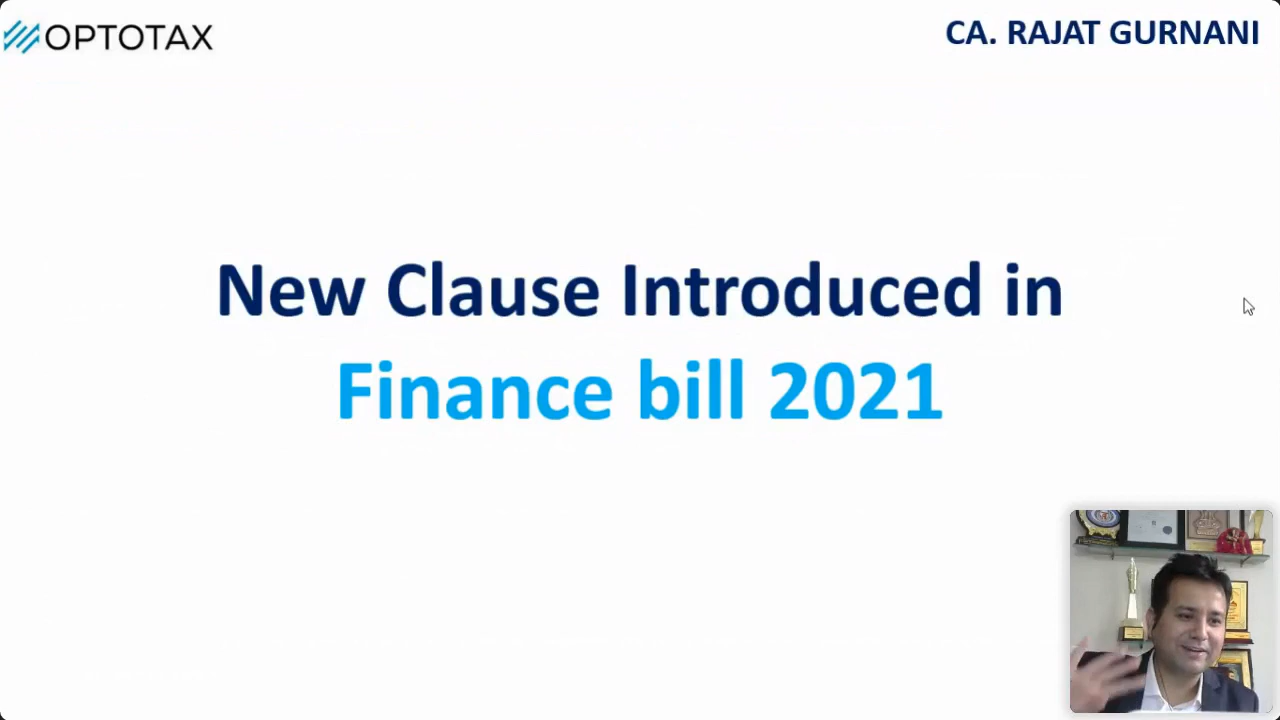 OPTOTAX
CA. RAJAT GURNANI
New Clause Introduced in
Finance bill 2021